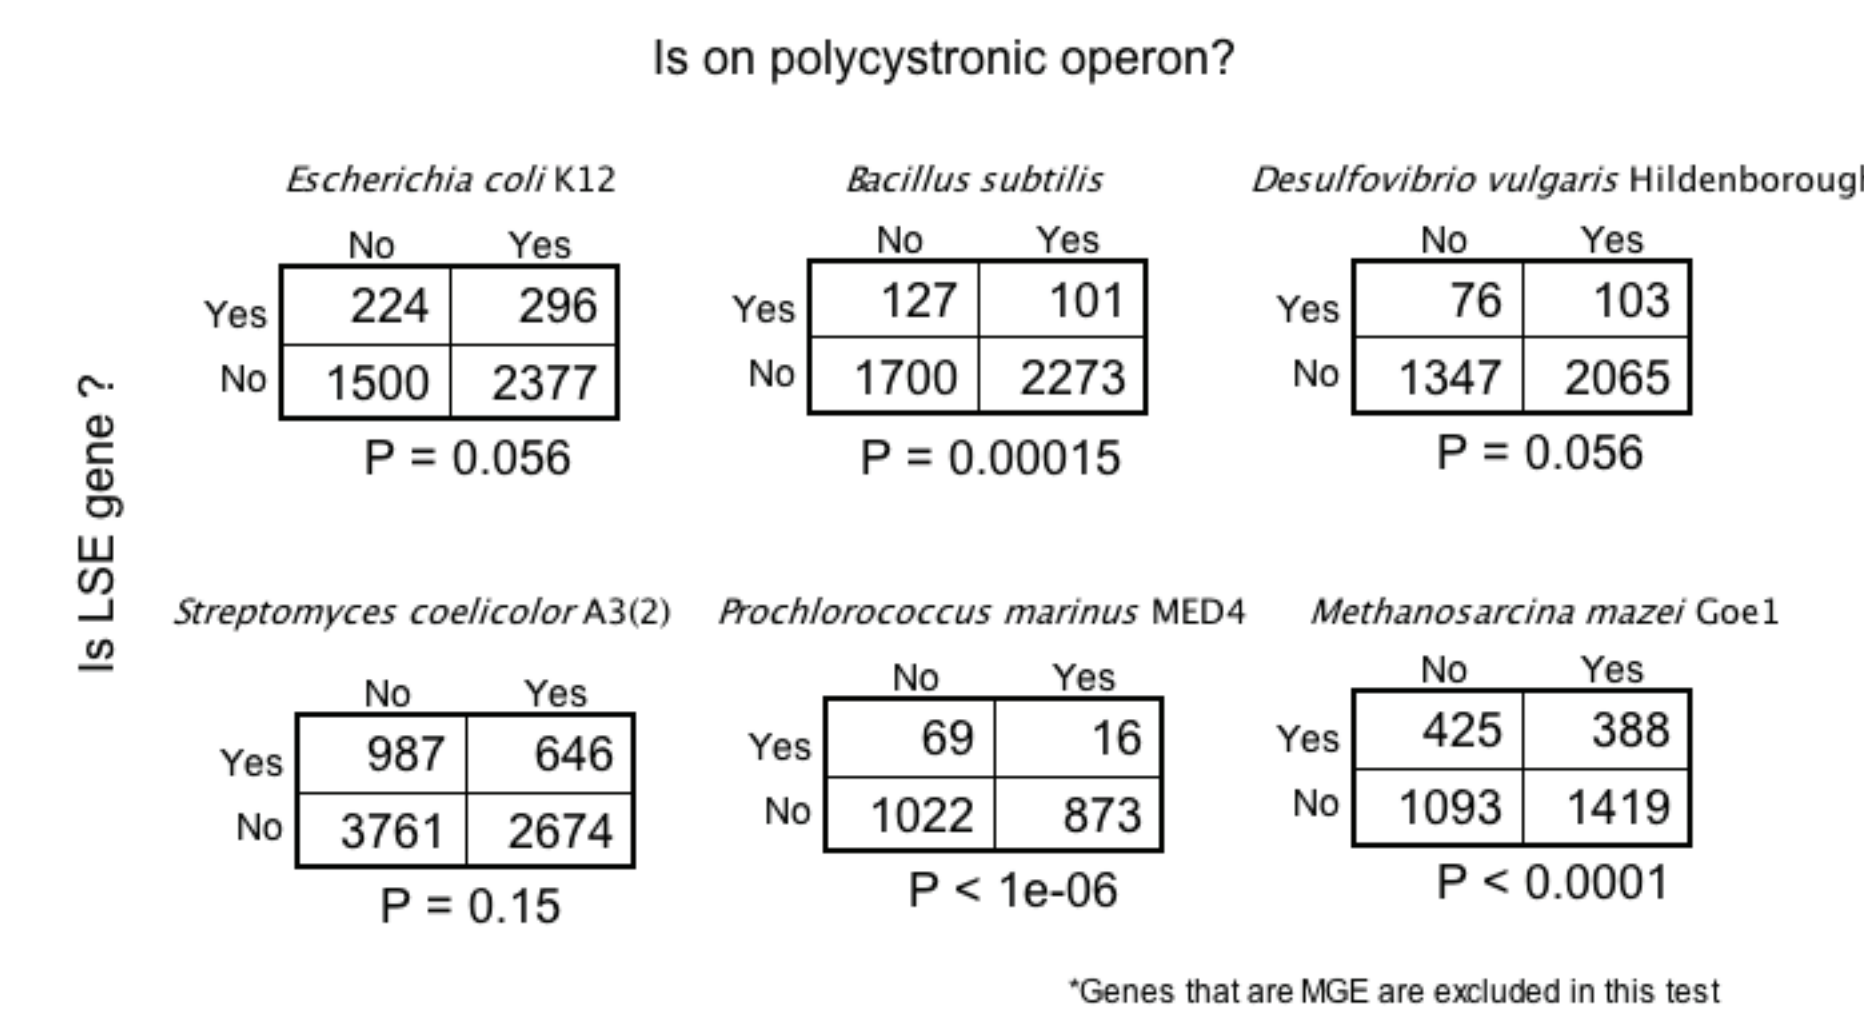 Is on polycystronic operon?
Is LSE gene ?
Escherichia coli K12
No Yes
Yes 224 296
No 1500 2377
P = 0.056
Bacillus subtilis
No Yes
Yes 127 101
No 1700 2273
P = 0.00015
Desulfovibrio vulgaris Hildenborough
No Yes
Yes 76 103
No 1347 2065
P = 0.056
Streptomyces coelicolor A3(2)
No Yes
Yes 987 646
No 3761 2674
P = 0.15
Prochlorococcus marinus MED4
No Yes
Yes 69 16
No 1022 873
P < 1e-06
Methanosarcina mazei Goe1
No Yes
Yes 425 388
No 1093 1419
P < 0.0001
*Genes that are MGE are excluded in this test